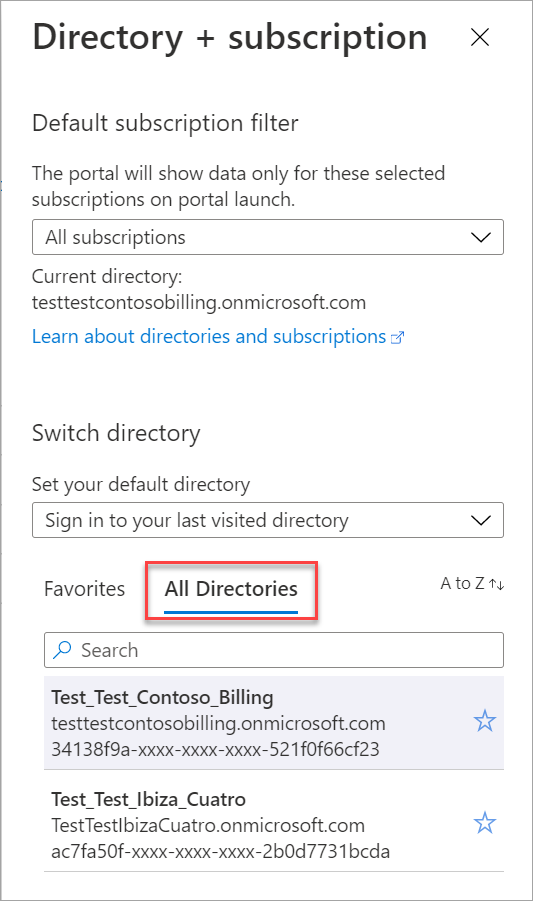 Directory + subscription
Default subscription filter
The portal will show data only for these selected
subscriptions on portal launch.
All subscriptions
Current directory:
testtestcontosobilling.onmicrosoft.com
Learn about directories and subscriptions
Switch directory
Set your default directory
Sign in to your last visited directory
Favorites All Directories A to Z
Search
Test_Test_Contoso_Billing
testtestcontosobilling.onmicrosoft.com
34138f9a-xxxx-xxxx-xxxx-521f0f66cf23
Test_Test_Ibiza_Cuatro
TestTestIbizaCuatro.onmicrosoft.com
ac7fa50f-xxxx-xxxx-xxxx-2b0d7731bcda